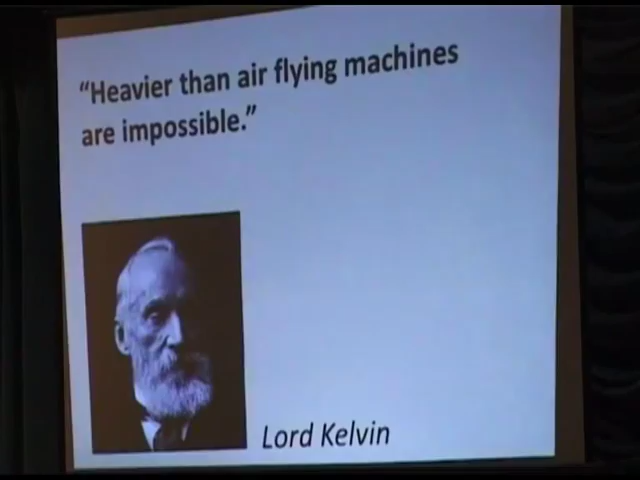 “Heavier than air flying machines
are impossible.”
Lord Kelvin